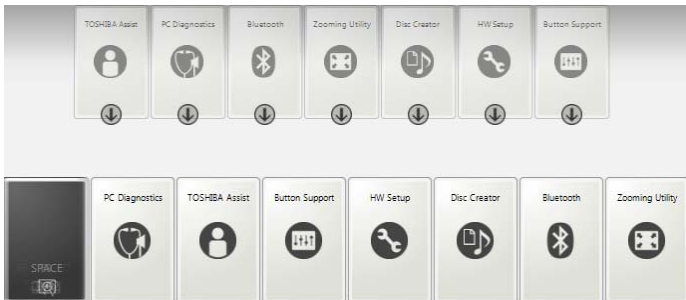 TOSHIBA Assist
PC Diagnostics
Bluetooth
Zooming Utility
Disc Creator
HW Setup
Button Support
PC Diagnostics
TOSHIBA Assist
Button Support
HW Setup
Disc Creator
Bluetooth
Zooming Utility
SPACE